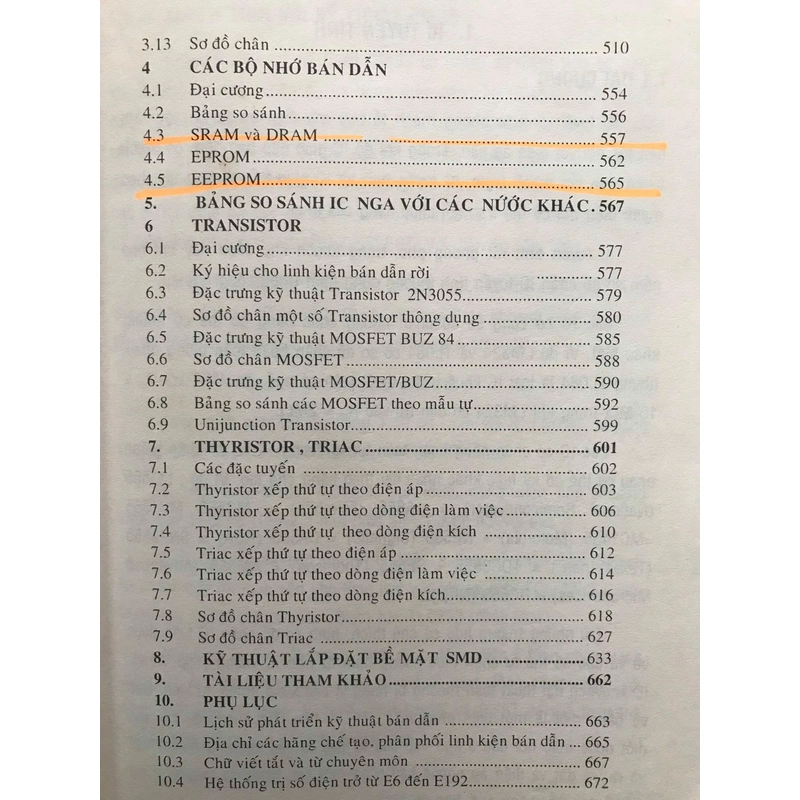 3.13 Sơ đồ chân ........ 510
4 CÁC BỘ NHỚ BÁN DẪN
4.1 Đại cương ........ 554
4.2 Bảng so sánh ........ 556
4.3 SRAM và DRAM ........ 557
4.4 EPROM ........ 562
4.5 EEPROM ........ 565
5. BẢNG SO SÁNH IC NGA VỚI CÁC NƯỚC KHÁC . 567
6 TRANSISTOR
6.1 Đại cương ........ 577
6.2 Ký hiệu cho linh kiện bán dẫn rời ........ 577
6.3 Đặc trưng kỹ thuật Transistor 2N3055 ........ 579
6.4 Sơ đồ chân một số Transistor thông dụng ........ 580
6.5 Đặc trưng kỹ thuật MOSFET BUZ 84 ........ 585
6.6 Sơ đồ chân MOSFET ........ 588
6.7 Đặc trưng kỹ thuật MOSFET/BUZ ........ 590
6.8 Bảng so sánh các MOSFET theo mẫu tự ........ 592
6.9 Unijunction Transistor ........ 599
7. THYRISTOR , TRIAC ........ 601
7.1 Các đặc tuyến ........ 602
7.2 Thyristor xếp thứ tự theo điện áp ........ 603
7.3 Thyristor xếp thứ tự theo dòng điện làm việc ........ 606
7.4 Thyristor xếp thứ tự theo dòng điện kích ........ 610
7.5 Triac xếp thứ tự theo điện áp ........ 612
7.6 Triac xếp thứ tự theo dòng điện làm việc ........ 614
7.7 Triac xếp thứ tự theo dòng điện kích ........ 616
7.8 Sơ đồ chân Thyristor ........ 618
7.9 Sơ đồ chân Triac ........ 627
8. KỸ THUẬT LẮP ĐẶT BỀ MẶT SMD ........ 633
9. TÀI LIỆU THAM KHẢO ........ 662
10. PHỤ LỤC
10.1 Lịch sử phát triển kỹ thuật bán dẫn ........ 663
10.2 Địa chỉ các hãng chế tạo, phân phối linh kiện bán dẫn ... 665
10.3 Chữ viết tắt và từ chuyên môn ........ 667
10.4 Hệ thống trị số điện trở từ E6 đến E192 ........ 672